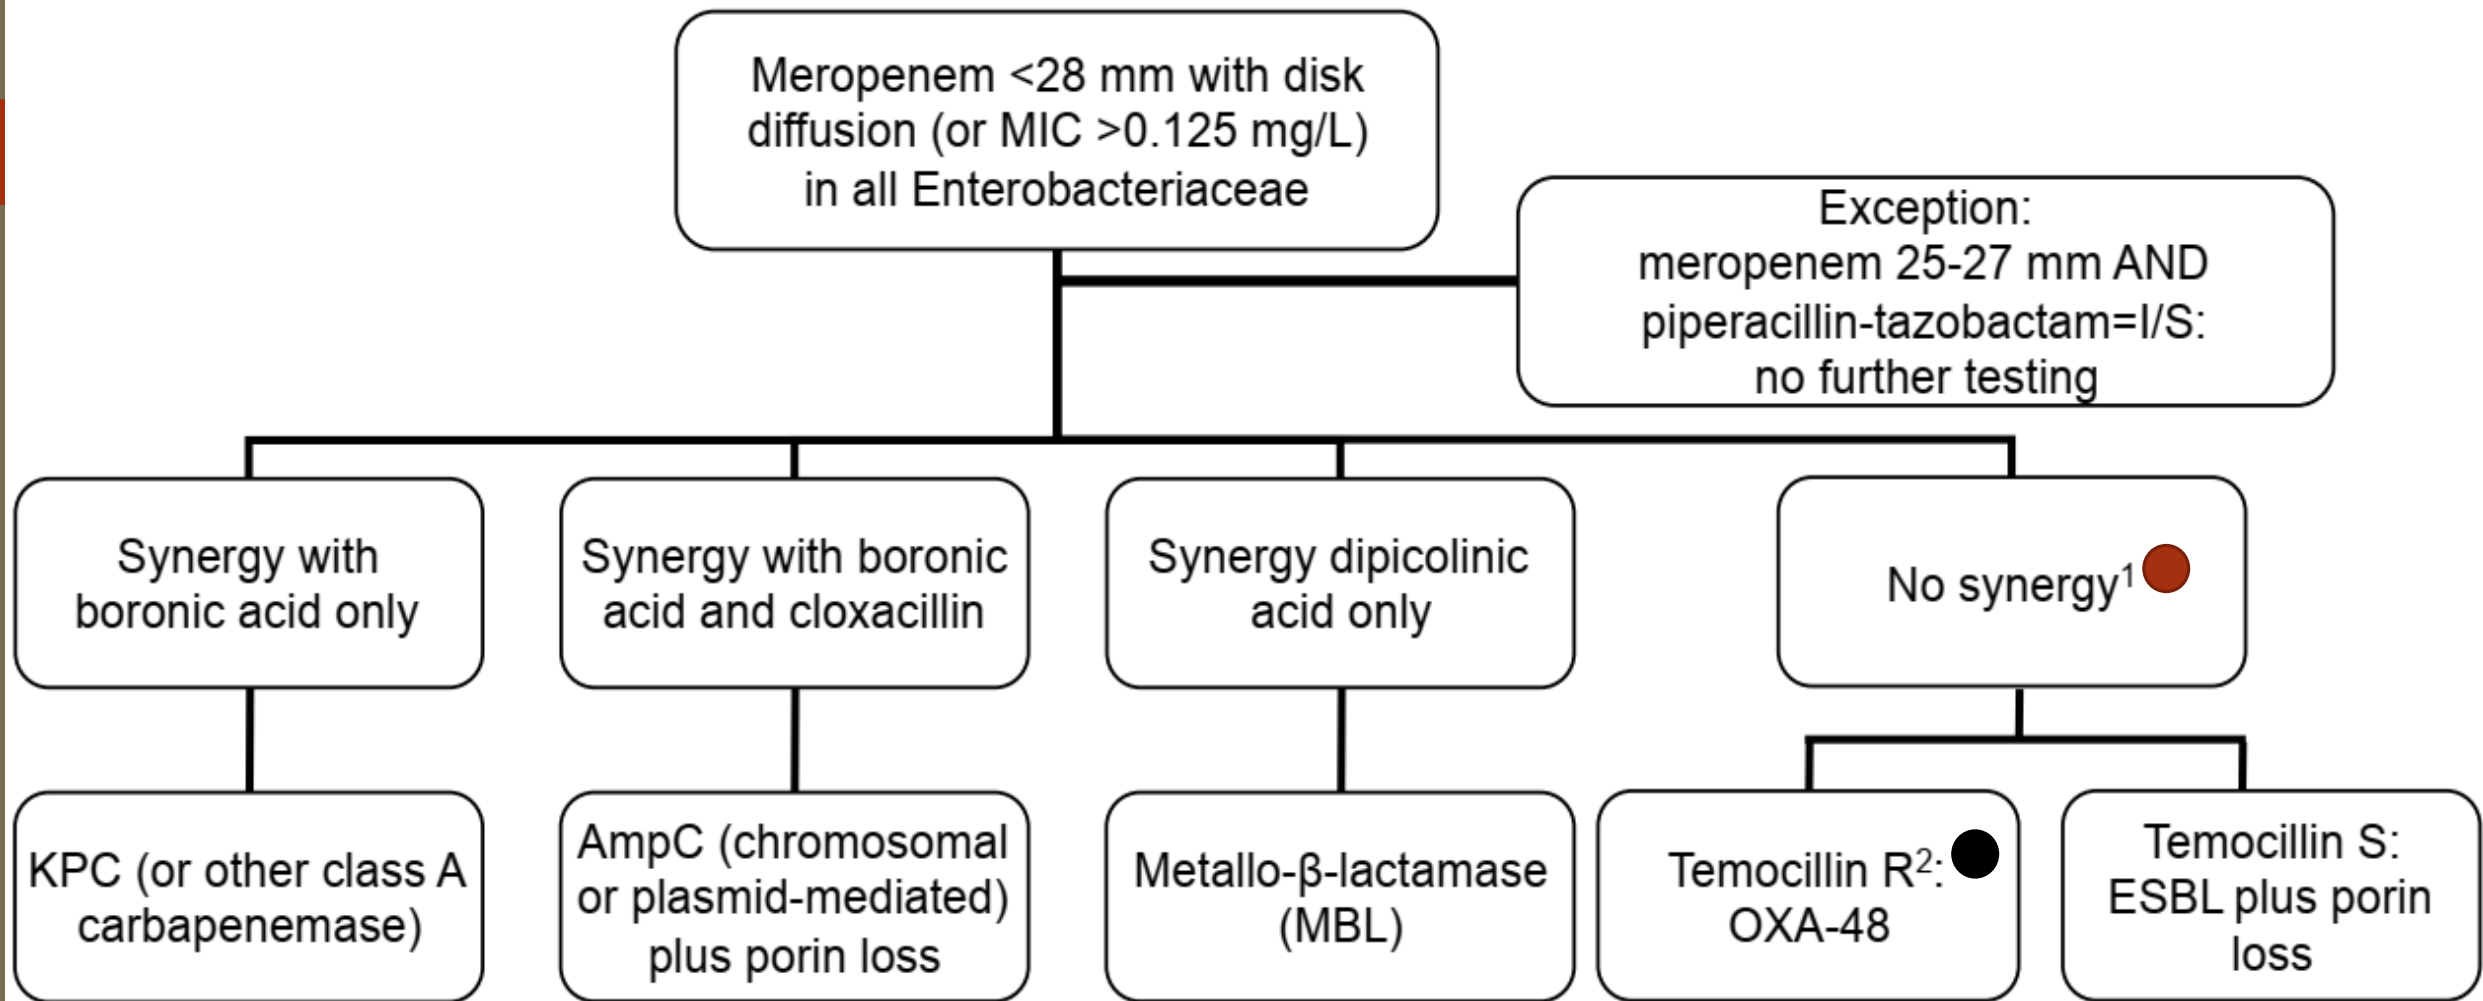 Meropenem <28 mm with disk
diffusion (or MIC >0.125 mg/L)
in all Enterobacteriaceae
Exception:
meropenem 25-27 mm AND
piperacillin-tazobactam=I/S:
no further testing
Synergy with
boronic acid only
Synergy with boronic
acid and cloxacillin
Synergy dipicolinic
acid only
No synergy¹
KPC (or other class A
carbapenemase)
AmpC (chromosomal
or plasmid-mediated)
plus porin loss
Metallo-β-lactamase
(MBL)
Temocillin R²:
OXA-48
Temocillin S:
ESBL plus porin
loss